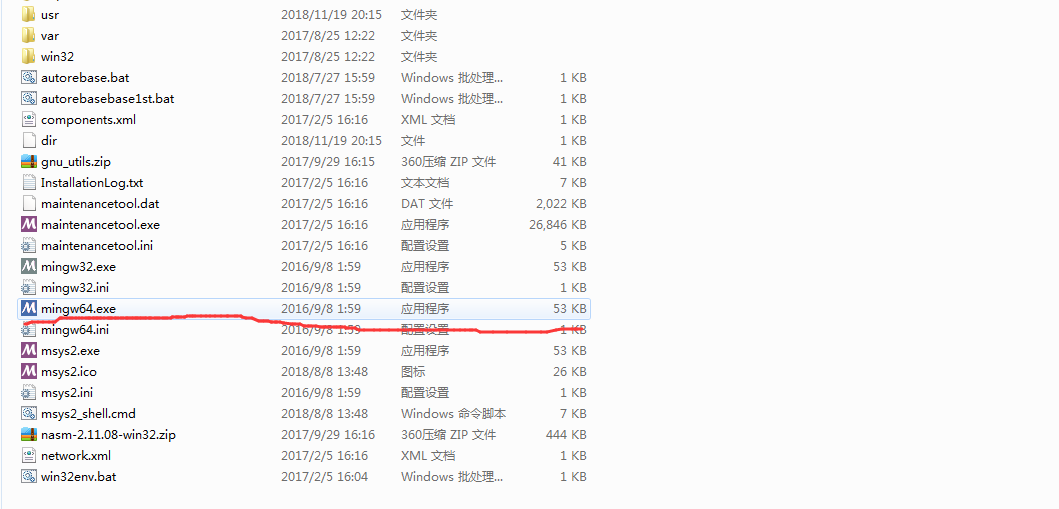 usr 2018/11/19 20:15 文件夹
var 2017/8/25 12:22 文件夹
win32 2017/8/25 12:22 文件夹
autorebase.bat 2018/7/27 15:59 Windows 批处理... 1 KB
autorebasebase1st.bat 2018/7/27 15:59 Windows 批处理... 1 KB
components.xml 2017/2/5 16:16 XML 文档 1 KB
dir 2018/11/19 20:15 文件 1 KB
gnu_utils.zip 2017/9/29 16:15 360压缩 ZIP 文件 41 KB
InstallationLog.txt 2017/2/5 16:16 文本文档 7 KB
maintenancetool.dat 2017/2/5 16:16 DAT 文件 2,022 KB
maintenancetool.exe 2017/2/5 16:16 应用程序 26,846 KB
maintenancetool.ini 2017/2/5 16:16 配置设置 5 KB
mingw32.exe 2016/9/8 1:59 应用程序 53 KB
mingw32.ini 2016/9/8 1:59 配置设置 1 KB
mingw64.exe 2016/9/8 1:59 应用程序 53 KB
mingw64.ini 2016/9/8 1:59 配置设置 1 KB
msys2.exe 2016/9/8 1:59 应用程序 53 KB
msys2.ico 2018/8/8 13:48 图标 26 KB
msys2.ini 2016/9/8 1:59 配置设置 1 KB
msys2_shell.cmd 2018/8/8 13:48 Windows 命令脚本 7 KB
nasm-2.11.08-win32.zip 2017/9/29 16:16 360压缩 ZIP 文件 444 KB
network.xml 2017/2/5 16:16 XML 文档 1 KB
win32env.bat 2017/2/5 16:04 Windows 批处理... 1 KB